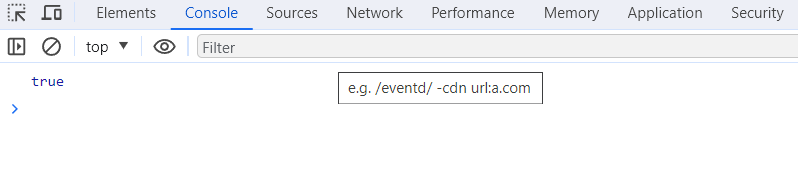 Elements Console Sources Network Performance Memory Application Security
top Filter
true
e.g. /eventd/ -cdn url:a.com